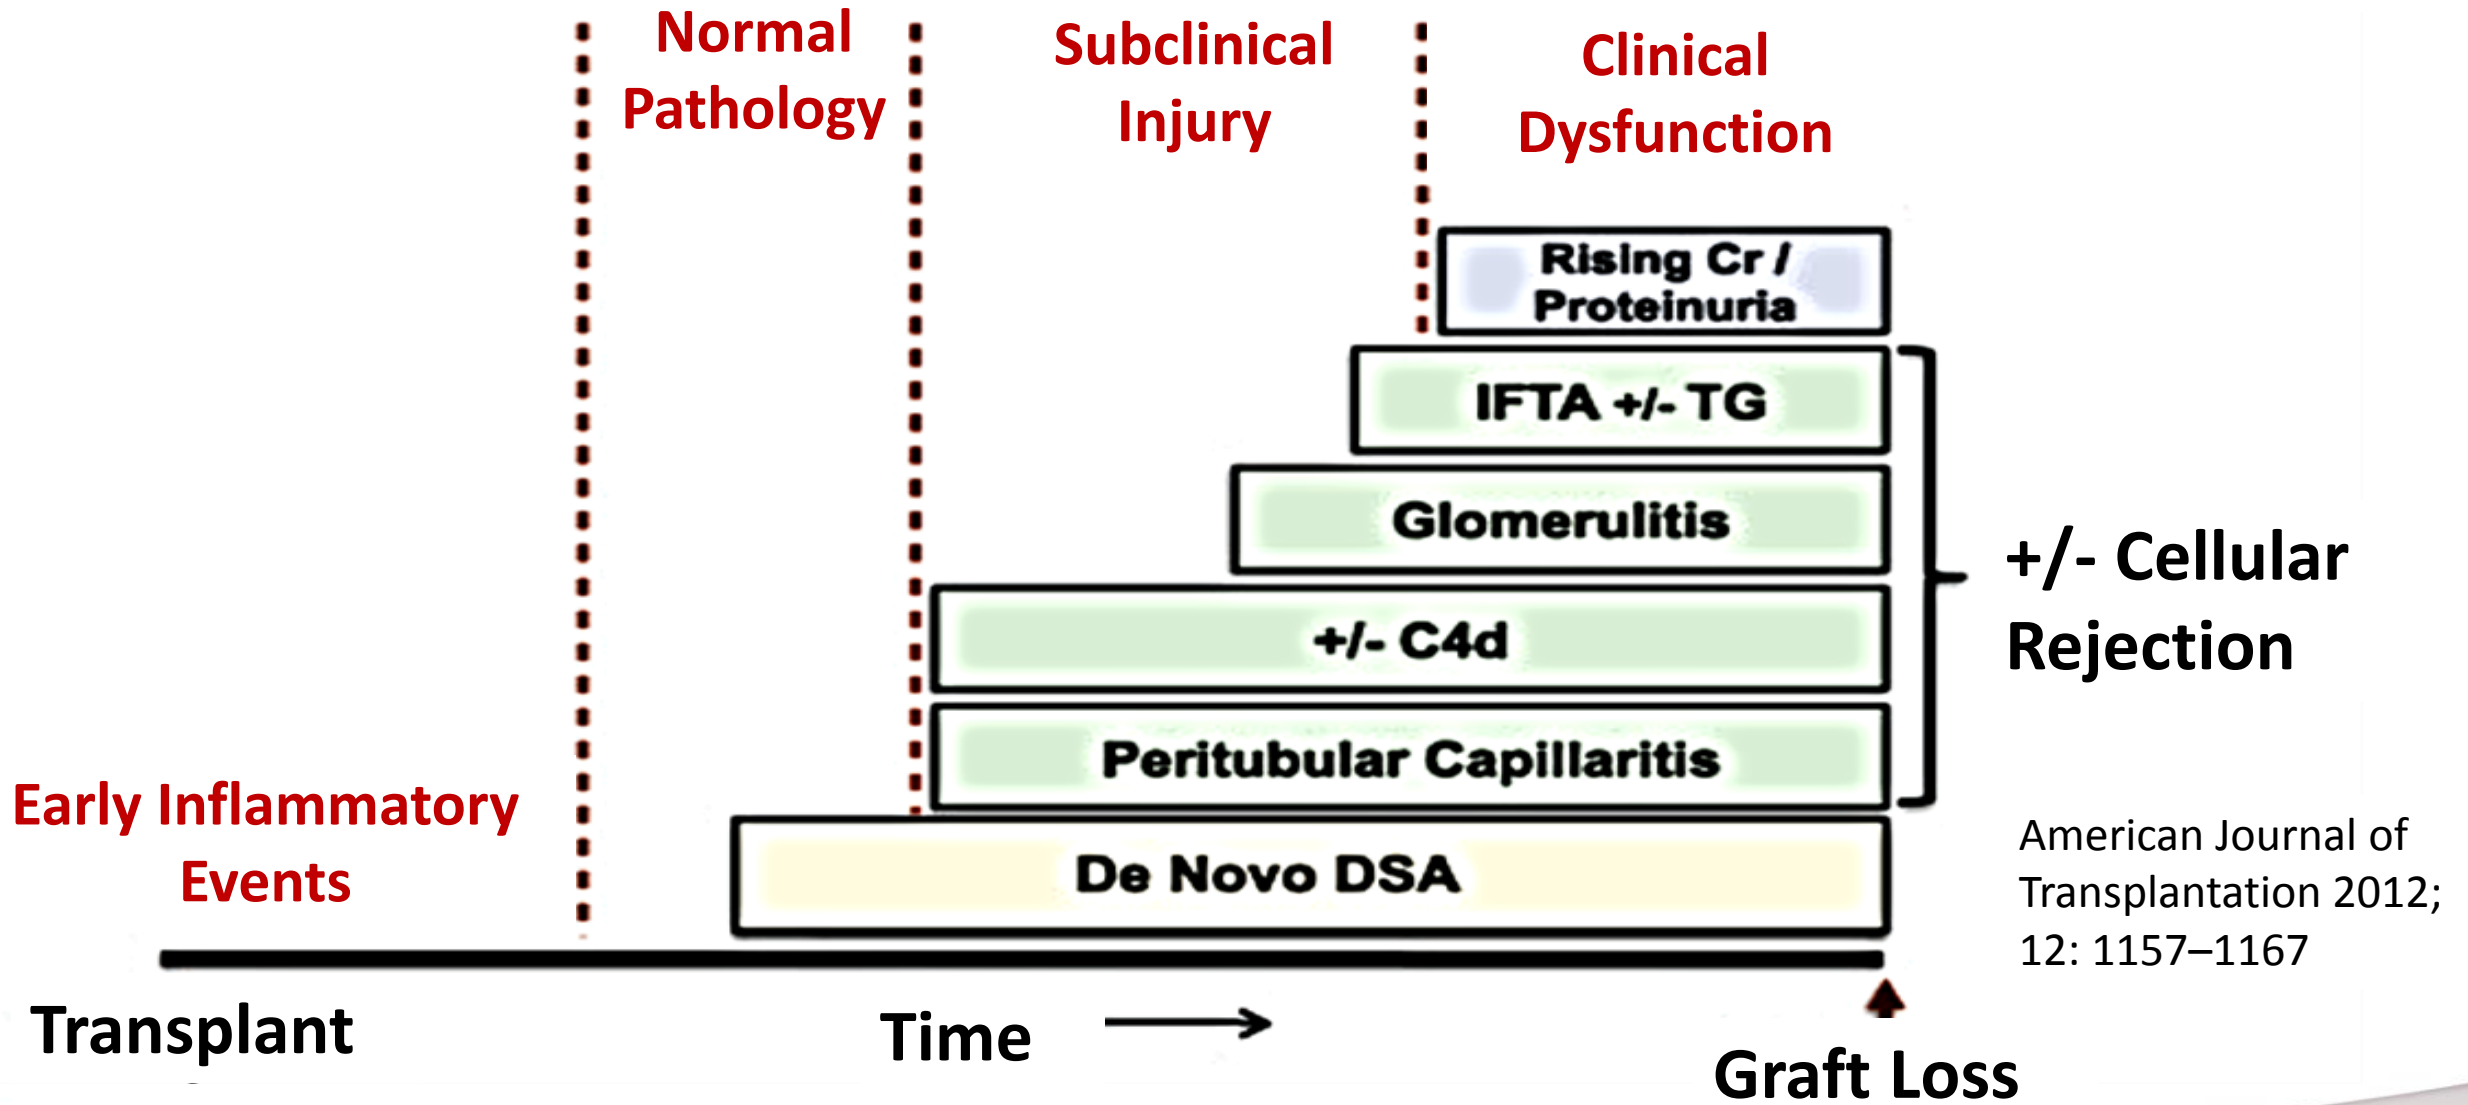 Normal
Pathology
Subclinical
Injury
Clinical
Dysfunction
Rising Cr /
Proteinuria
IFTA +/- TG
Glomerulitis
+/- C4d
Peritubular Capillaritis
De Novo DSA
+/- Cellular
Rejection
Early Inflammatory
Events
American Journal of
Transplantation 2012;
12: 1157–1167
Transplant
Time
Graft Loss